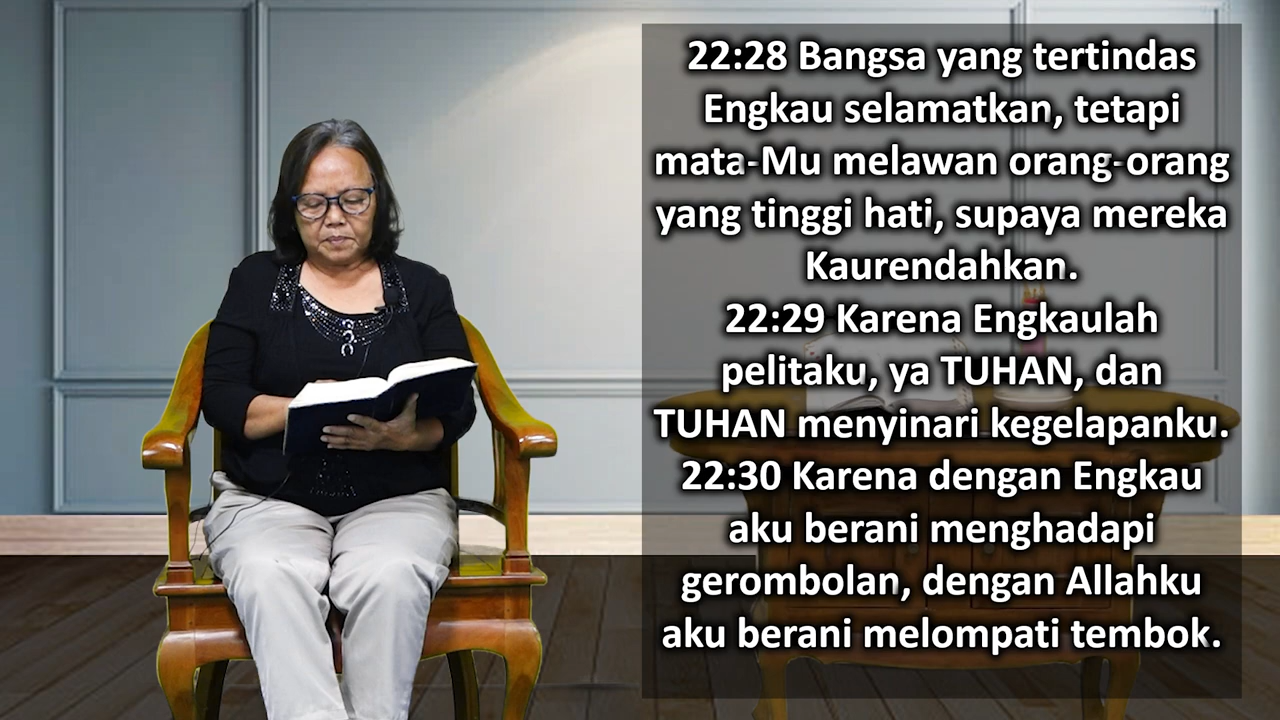 22:28 Bangsa yang tertindas
Engkau selamatkan, tetapi
mata-Mu melawan orang-orang
yang tinggi hati, supaya mereka
Kaurendahkan.
22:29 Karena Engkaulah
pelitaku, ya TUHAN, dan
TUHAN menyinari kegelapanku.
22:30 Karena dengan Engkau
aku berani menghadapi
gerombolan, dengan Allahku
aku berani melompati tembok.